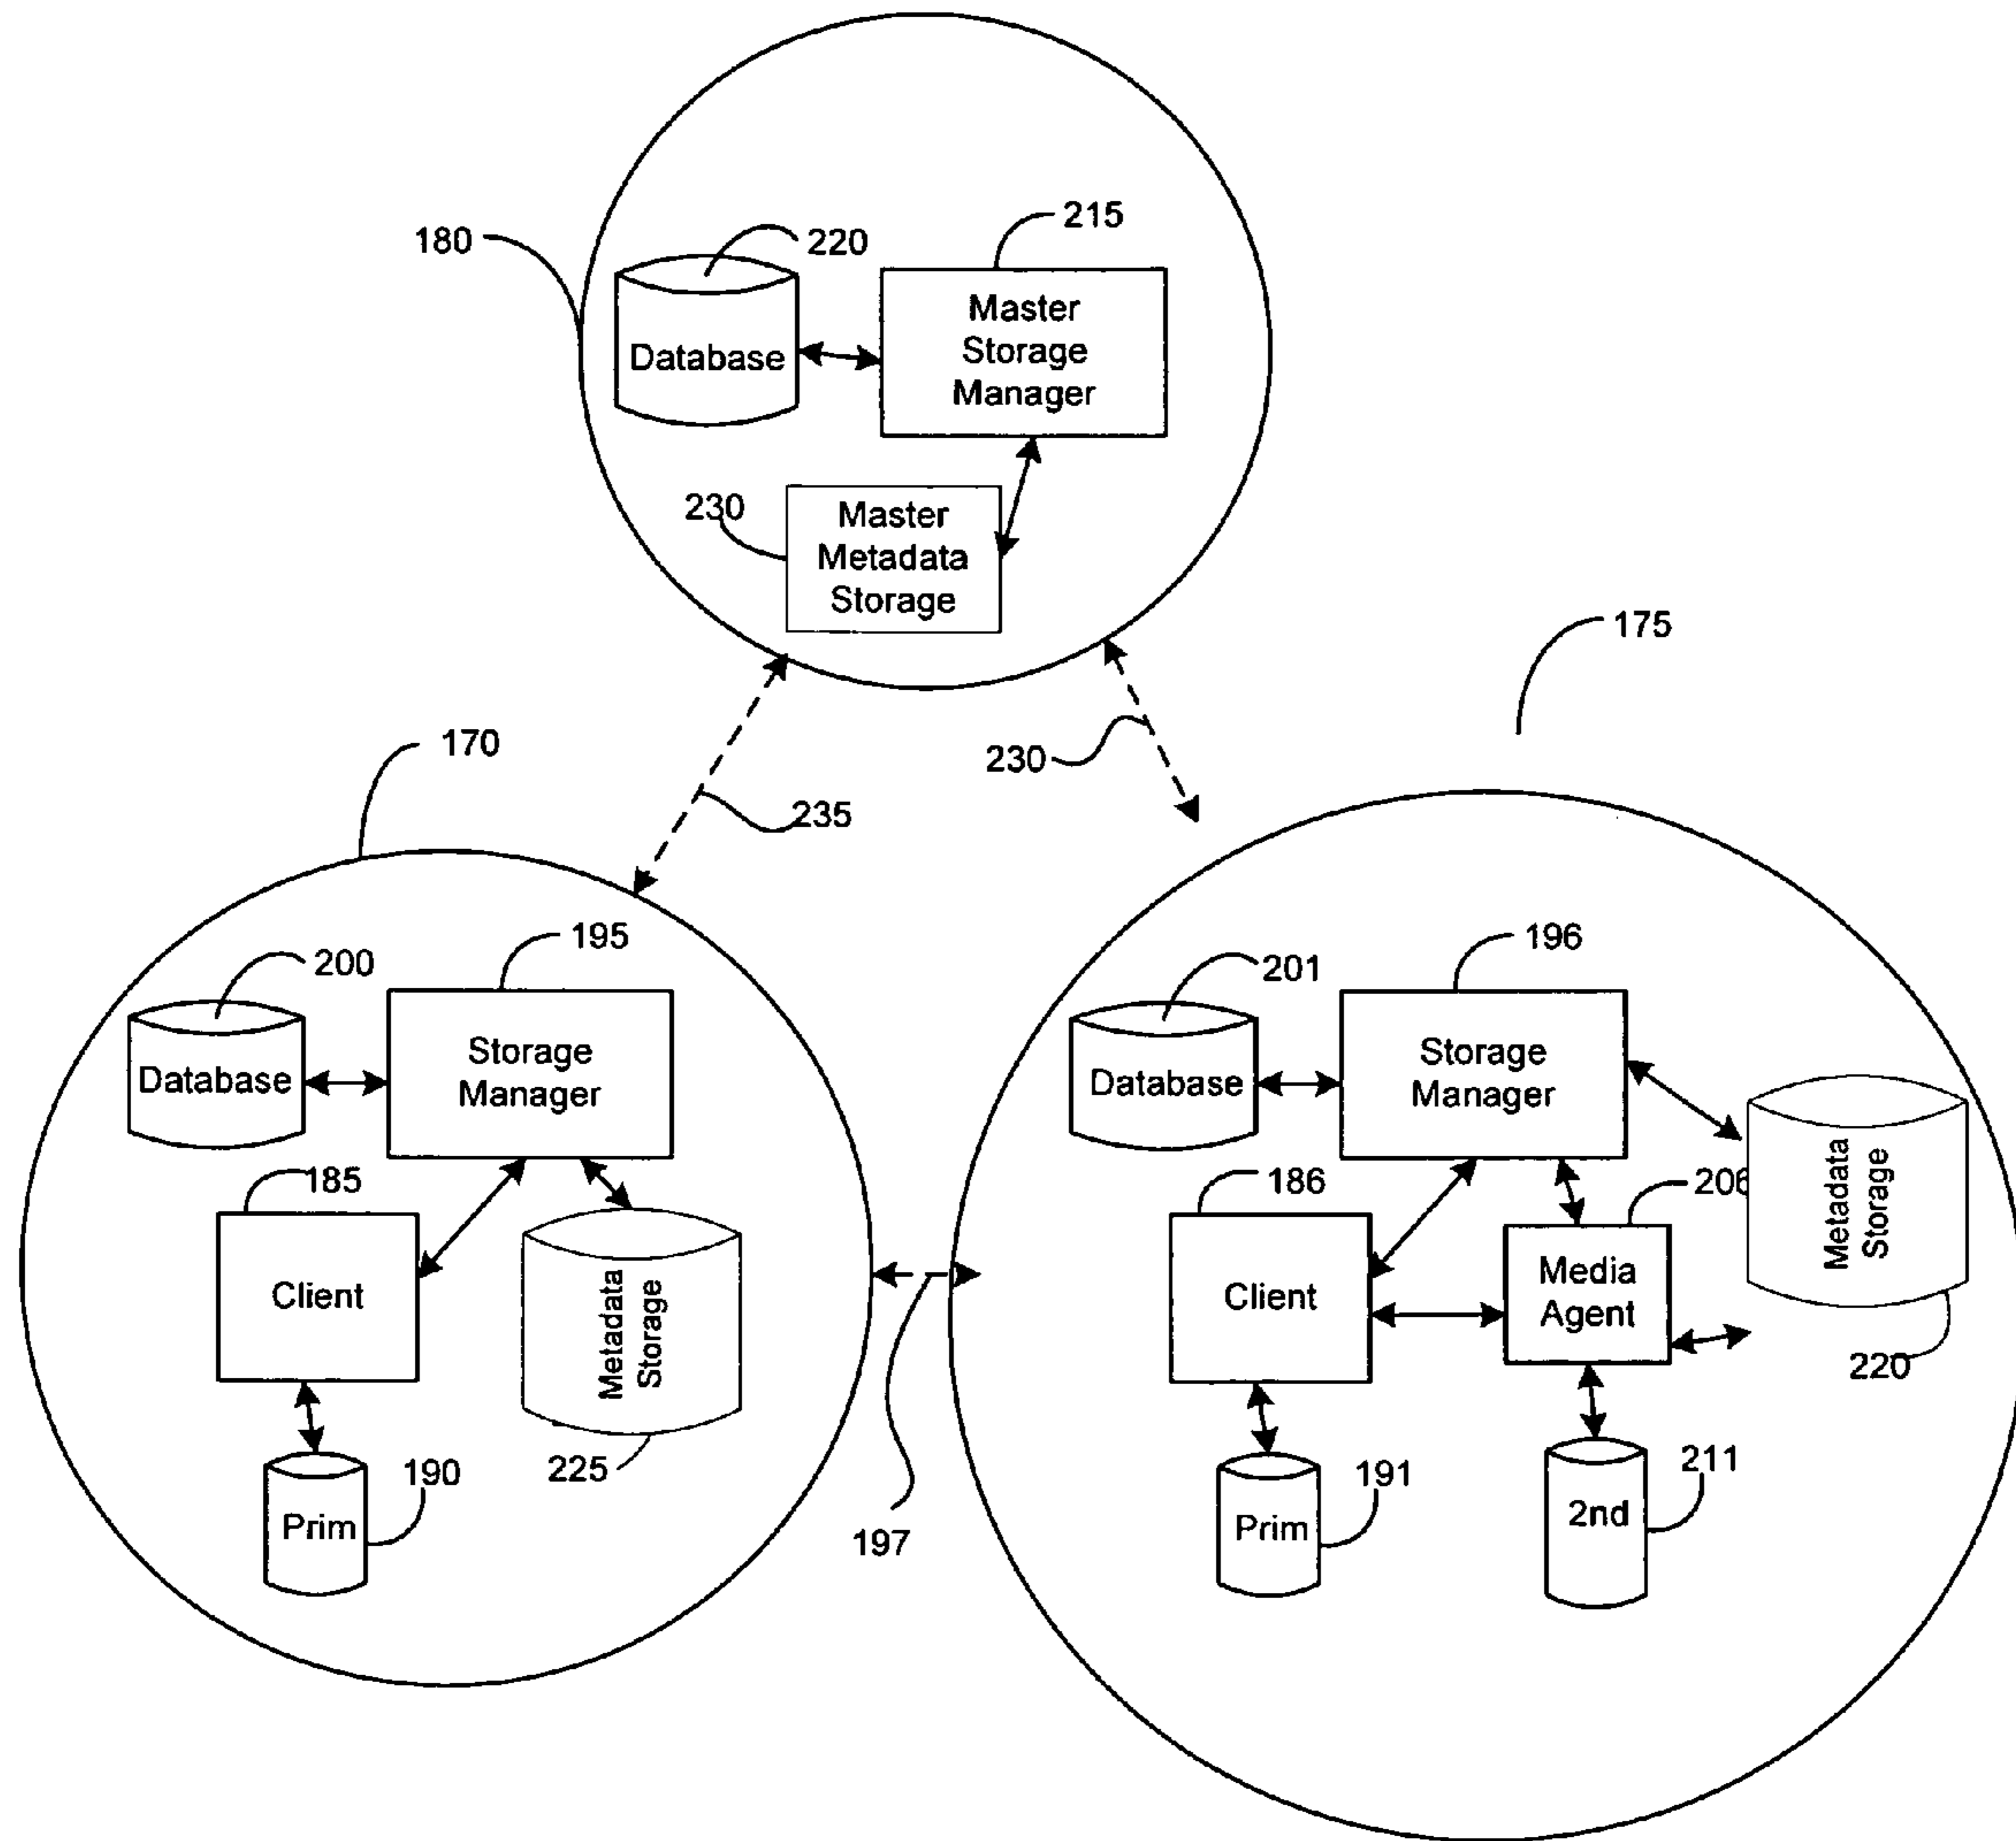 180
220
215
Database
Master
Storage
Manager
230
Master
Metadata
Storage
175
170
230
235
200
195
Database
Storage
Manager
185
Client
Metadata
Storage
190
Prim
225
197
201
196
Database
Storage
Manager
186
206
Metadata
Storage
Client
Media
Agent
220
191
Prim
211
2nd